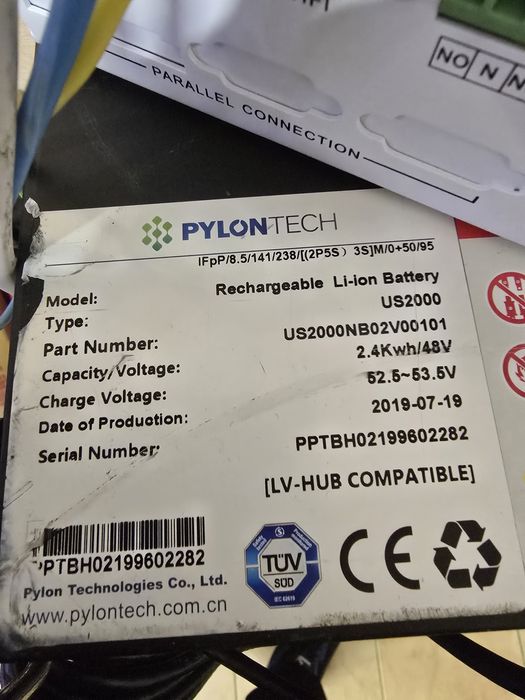 PARALLEL CONNECTION
NO N
PYLONTECH
IFpP/8.5/141/238/[(2P5S) 3S]M/0+50/95
Rechargeable Li-ion Battery
Model: US2000
Type: US2000NB02V00101
Part Number:
Capacity/Voltage: 2.4Kwh/48V
Charge Voltage: 52.5~53.5V
Date of Production: 2019-07-19
Serial Number: PPTBH02199602282
[LV-HUB COMPATIBLE]
PPTBH02199602282
TÜV
SÜD
IEC 62619
CE
Pylon Technologies Co., Ltd.
www.pylontech.com.cn